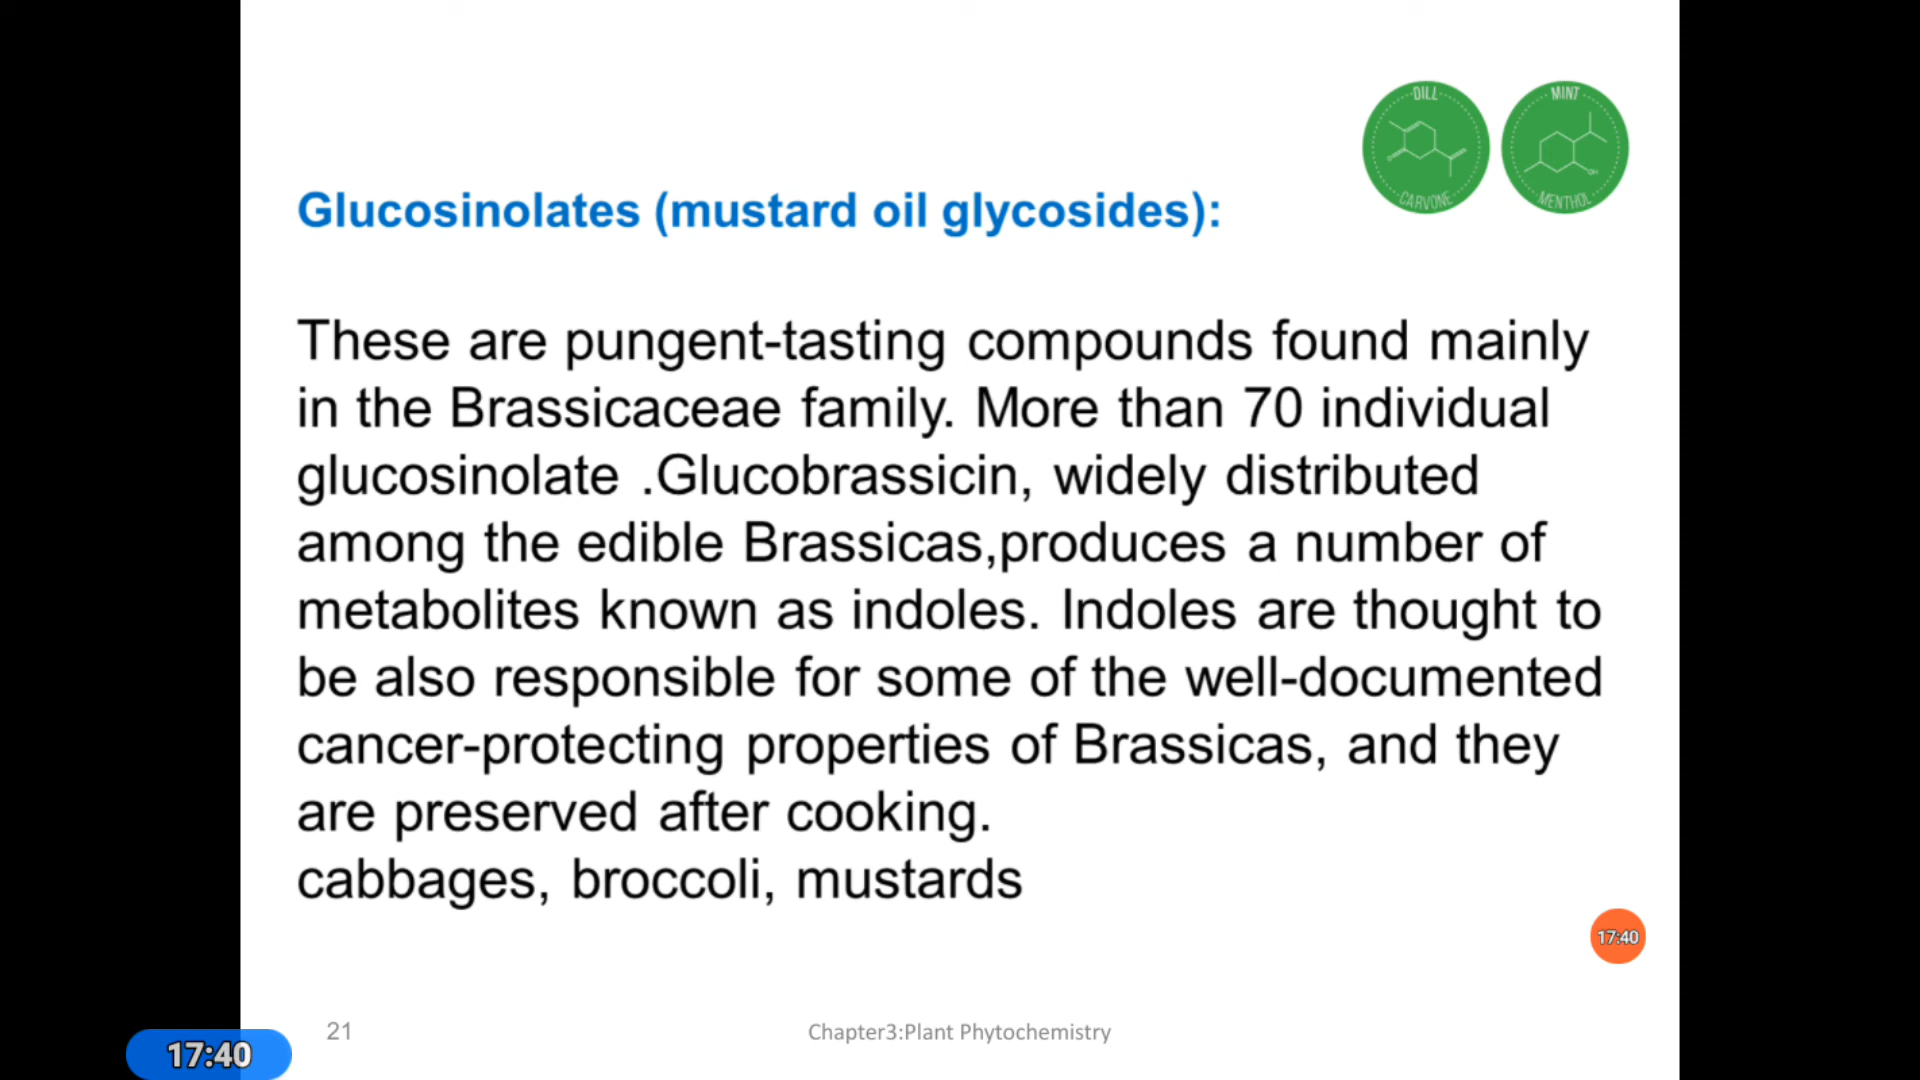 DILL
CARVONE
MINT
OH
MENTHOL
Glucosinolates (mustard oil glycosides):
These are pungent-tasting compounds found mainly
in the Brassicaceae family. More than 70 individual
glucosinolate .Glucobrassicin, widely distributed
among the edible Brassicas,produces a number of
metabolites known as indoles. Indoles are thought to
be also responsible for some of the well-documented
cancer-protecting properties of Brassicas, and they
are preserved after cooking.
cabbages, broccoli, mustards
17:40
21
Chapter3:Plant Phytochemistry
17:40